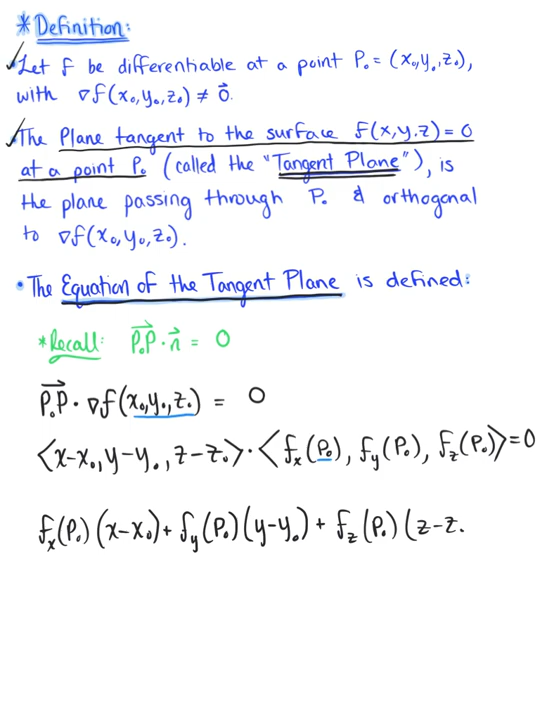 * Definition:
Let f be differentiable at a point P₀ = (x₀,y₀,z₀),
with ∇f(x₀,y₀,z₀) ≠ 0⃗.
The Plane tangent to the surface f(x,y,z) = 0
at a point P₀ (called the "Tangent Plane"), is
the plane passing through P₀ & orthogonal
to ∇f(x₀,y₀,z₀).
• The Equation of the Tangent Plane is defined:
*Recall: P₀P⃗ · n⃗ = 0
P₀P⃗ · ∇f(x₀,y₀,z₀) = 0
⟨x-x₀, y-y₀, z-z₀⟩ · ⟨fₓ(P₀), f_y(P₀), f_z(P₀)⟩ = 0
fₓ(P₀)(x-x₀) + f_y(P₀)(y-y₀) + f_z(P₀)(z-z.